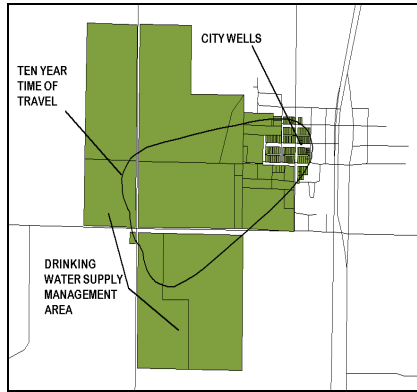 CITY WELLS
TEN YEAR
TIME OF
TRAVEL
DRINKING
WATER SUPPLY
MANAGEMENT
AREA